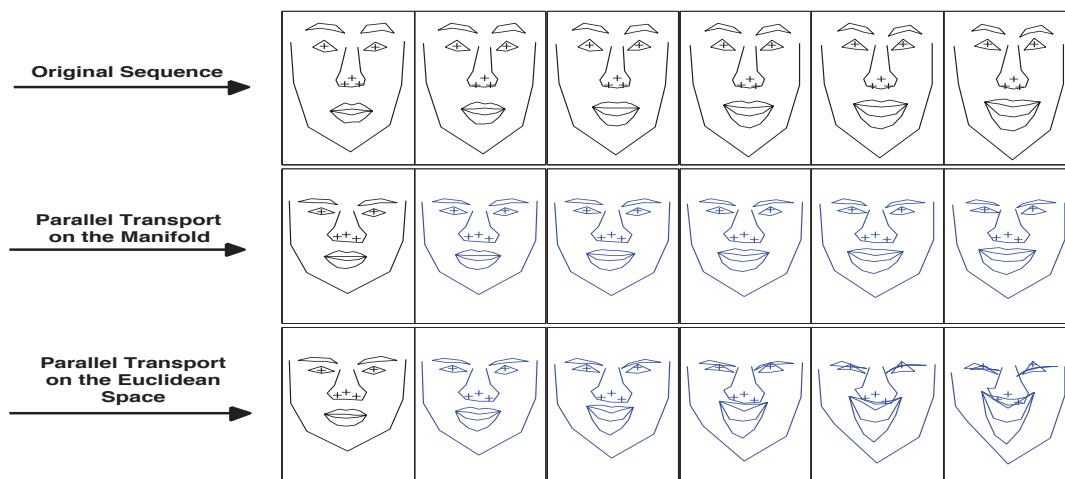 Original Sequence
Parallel Transport
on the Manifold
Parallel Transport
on the Euclidean
Space